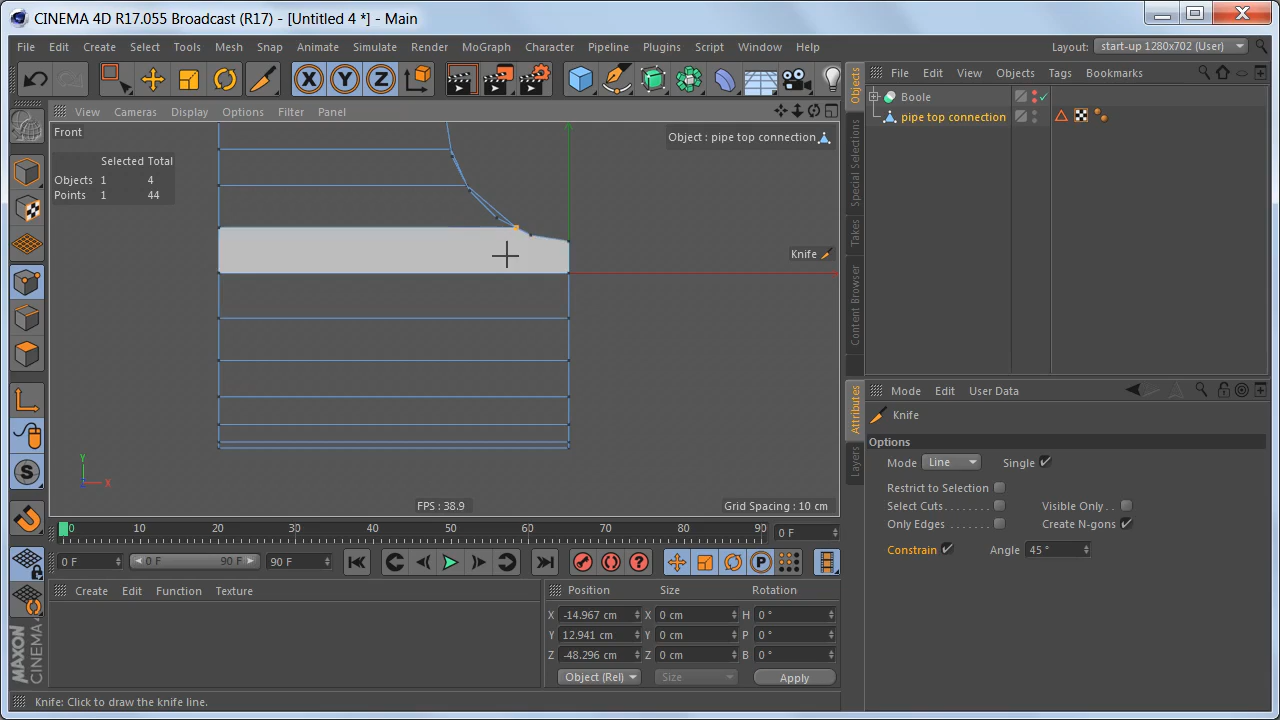 CINEMA 4D R17.055 Broadcast (R17) - [Untitled 4 *] - Main
File Edit Create Select Tools Mesh Snap Animate Simulate Render MoGraph Character Pipeline Plugins Script Window Help Layout: start-up 1280x702 (User)
X Y Z
View Cameras Display Options Filter Panel
File Edit View Objects Tags Bookmarks
Boole
pipe top connection
Front
Object : pipe top connection
Selected Total
Objects 1 4
Points 1 44
Knife
Y
X
FPS : 38.9
Grid Spacing : 10 cm
Objects
Special Selections
Takes
Content Browser
Attributes
Layers
Mode Edit User Data
Knife
Options
Mode Line Single
Restrict to Selection
Select Cuts Visible Only
Only Edges Create N-gons
Constrain Angle 45 °
0 10 20 30 40 50 60 70 80 90 0 F
0 F 0 F 90 F 90 F
P
S
Create Edit Function Texture
Position Size Rotation
X -14.967 cm X 0 cm H 0 °
Y 12.941 cm Y 0 cm P 0 °
Z -48.296 cm Z 0 cm B 0 °
Object (Rel) Size Apply
MAXON
CINEMA 4D
Knife: Click to draw the knife line.